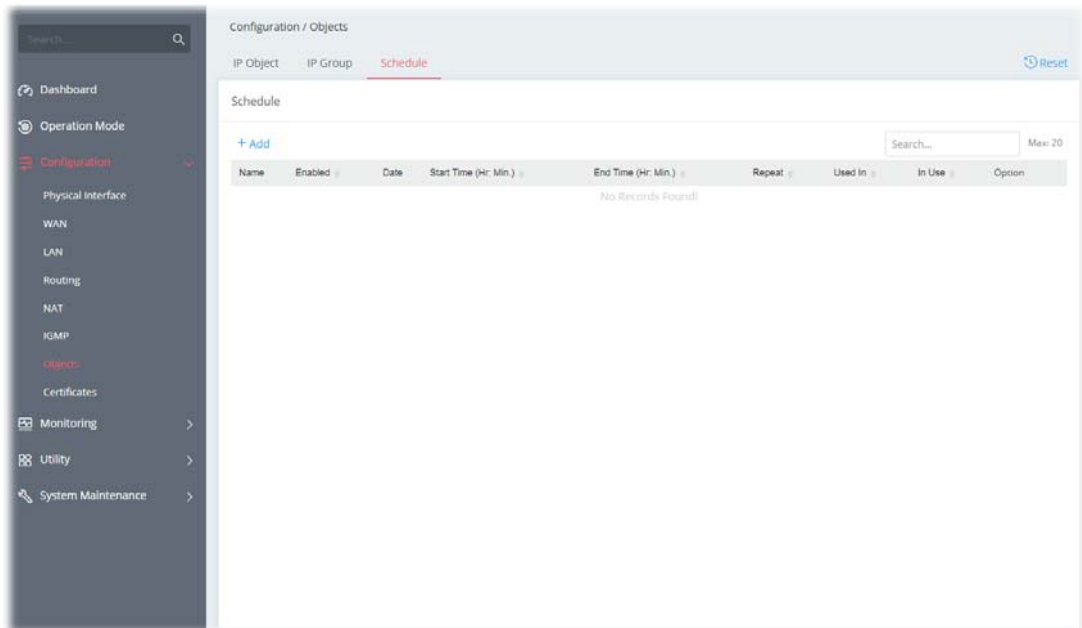 Search...
Dashboard
Operation Mode
Configuration
Physical Interface
WAN
LAN
Routing
NAT
IGMP
Objects
Certificates
Monitoring
Utility
System Maintenance
Configuration / Objects
IP Object IP Group Schedule Reset
Schedule
+ Add Search... Max: 20
Name Enabled Date Start Time (Hr: Min.) End Time (Hr: Min.) Repeat Used In In Use Option
No Records Found!